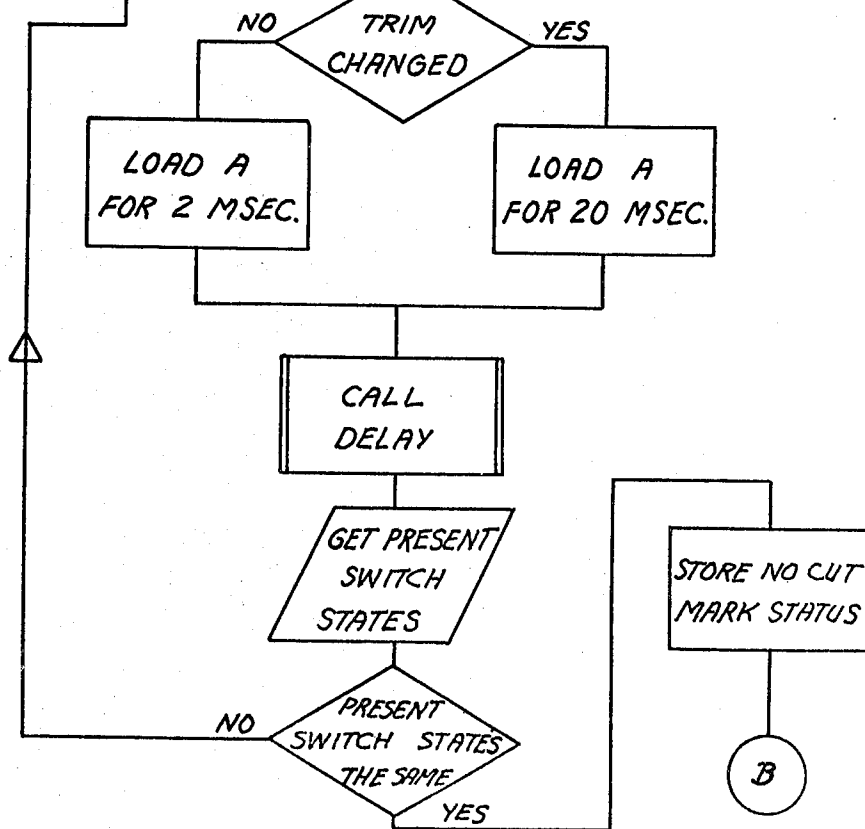 NO
TRIM
CHANGED
YES
LOAD A
FOR 2 MSEC.
LOAD A
FOR 20 MSEC.
CALL
DELAY
GET PRESENT
SWITCH
STATES
STORE NO CUT
MARK STATUS
NO
PRESENT
SWITCH STATES
THE SAME
YES
B